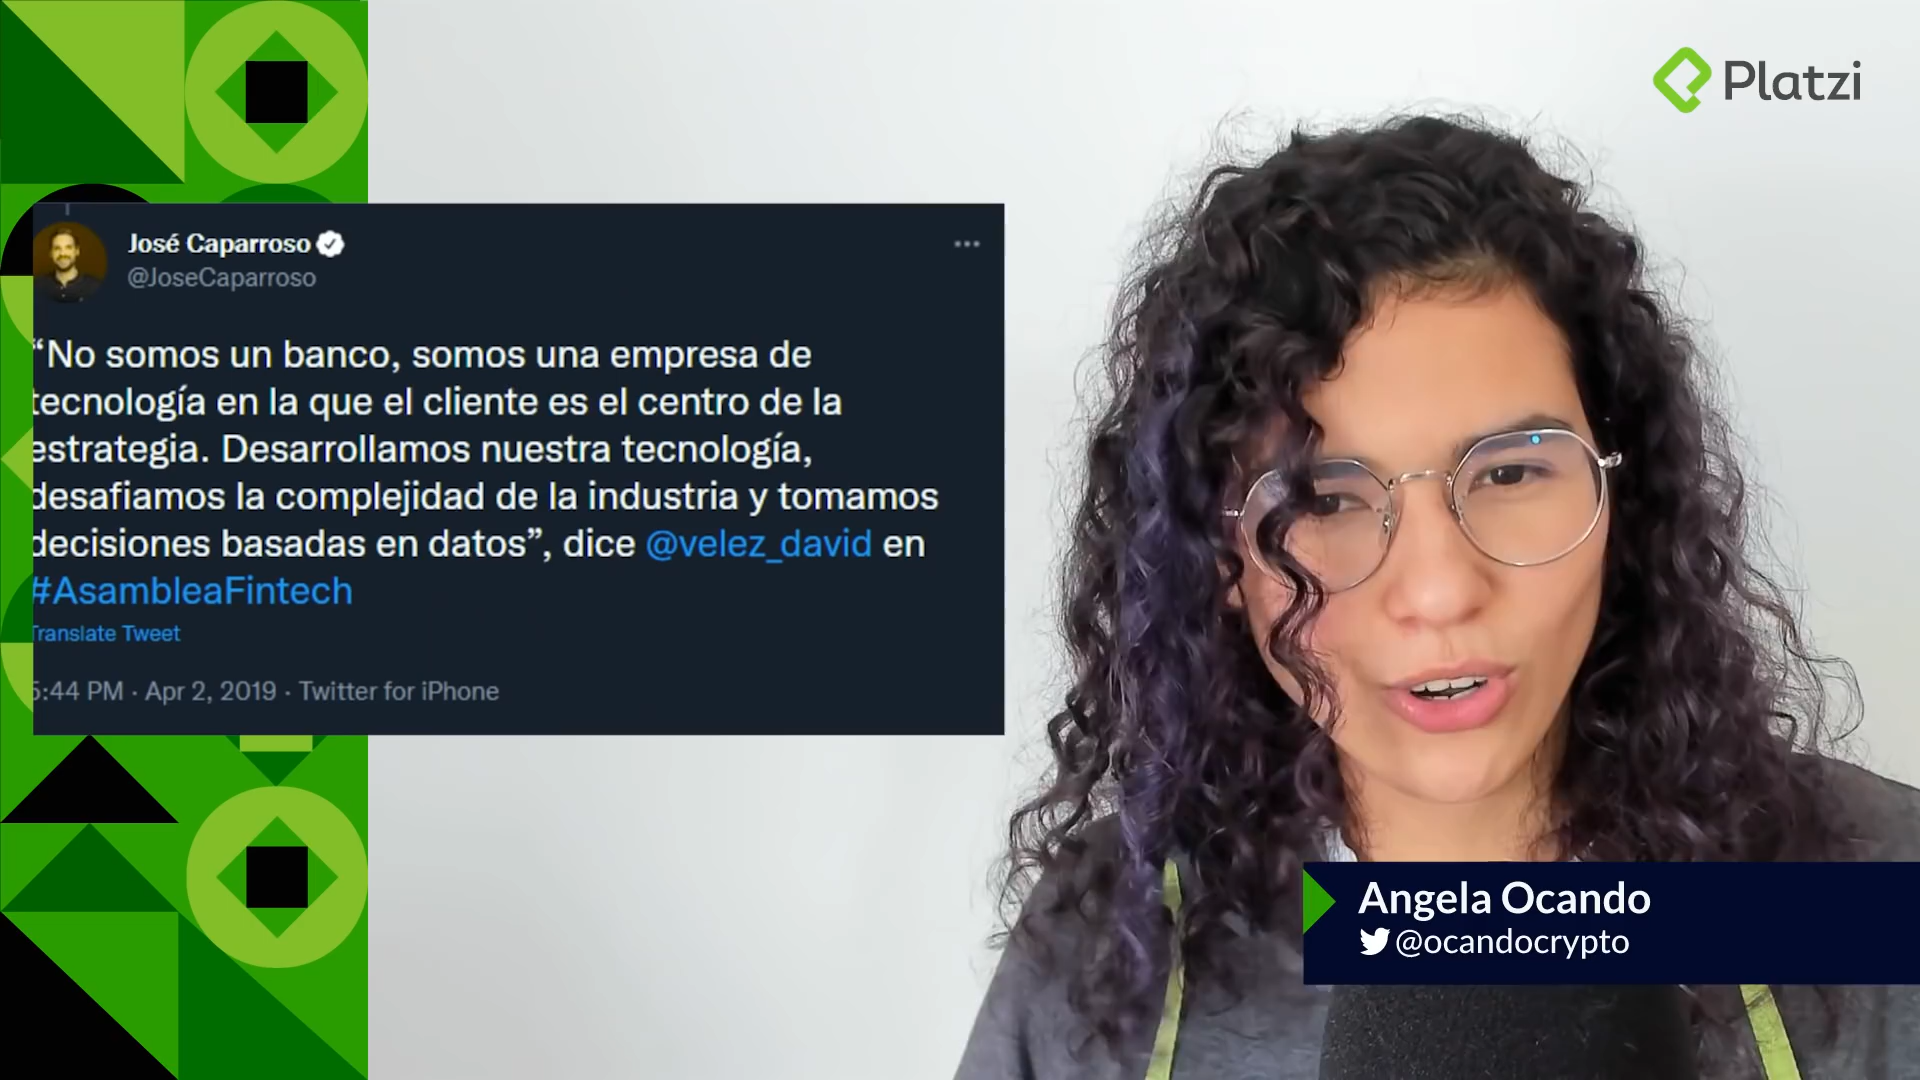 Platzi
José Caparroso
@JoseCaparroso
“No somos un banco, somos una empresa de
tecnología en la que el cliente es el centro de la
estrategia. Desarrollamos nuestra tecnología,
desafiamos la complejidad de la industria y tomamos
decisiones basadas en datos”, dice @velez_david en
#AsambleaFintech
Translate Tweet
5:44 PM · Apr 2, 2019 · Twitter for iPhone
Angela Ocando
@ocandocrypto